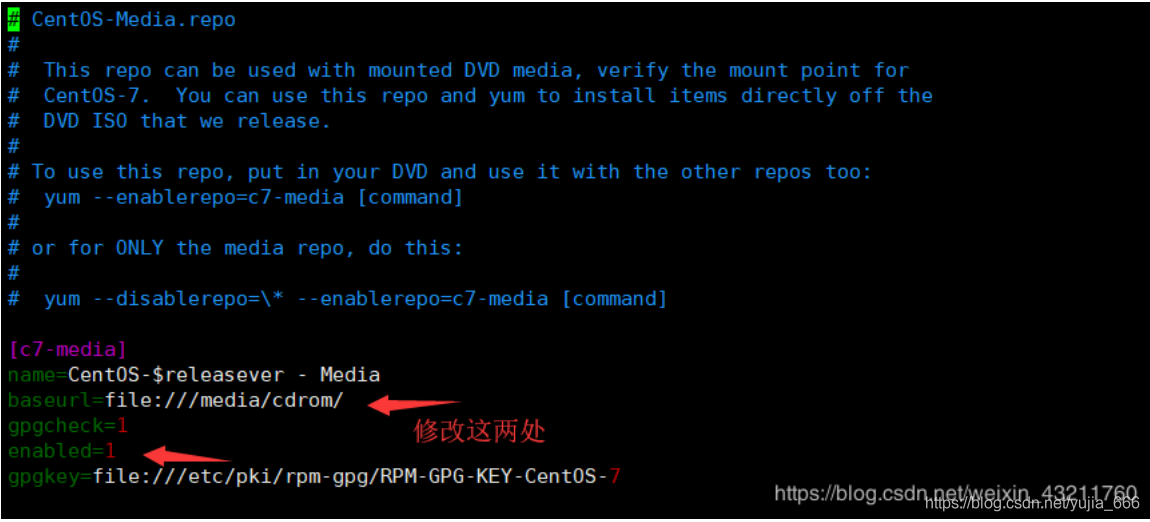 # CentOS-Media.repo
#
#  This repo can be used with mounted DVD media, verify the mount point for
#  CentOS-7.  You can use this repo and yum to install items directly off the
#  DVD ISO that we release.
#
# To use this repo, put in your DVD and use it with the other repos too:
#  yum --enablerepo=c7-media [command]
#
# or for ONLY the media repo, do this:
#
#  yum --disablerepo=\* --enablerepo=c7-media [command]
[c7-media]
name=CentOS-$releasever - Media
baseurl=file:///media/cdrom/
gpgcheck=1
修改这两处
enabled=1
gpgkey=file:///etc/pki/rpm-gpg/RPM-GPG-KEY-CentOS-7
https://blog.csdn.net/weixin_43211760
https://blog.csdn.net/yujia_666